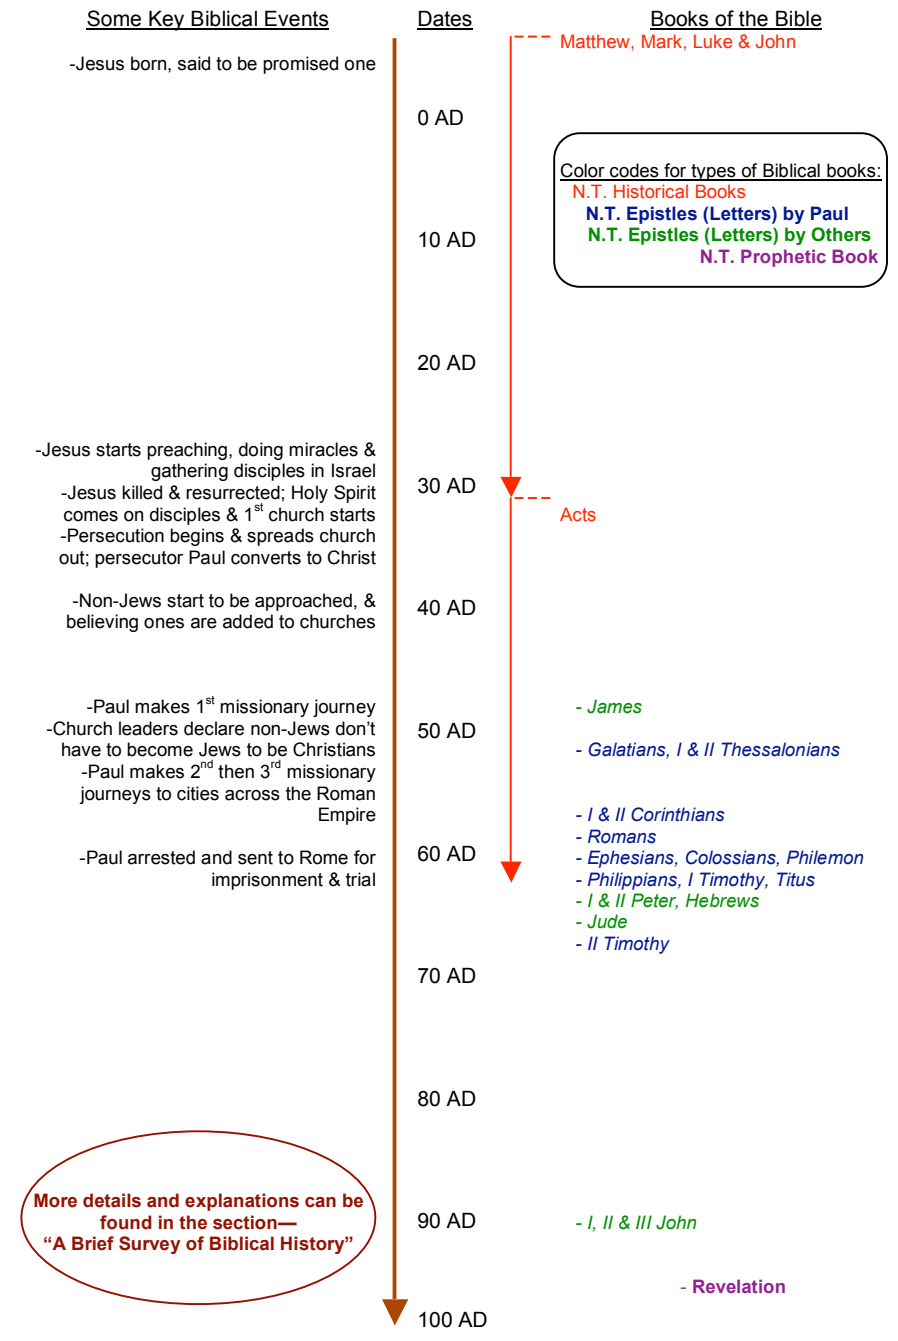 Some Key Biblical Events
-Jesus born, said to be promised one
-Jesus starts preaching, doing miracles &
gathering disciples in Israel
-Jesus killed & resurrected; Holy Spirit
comes on disciples & 1st church starts
-Persecution begins & spreads church
out; persecutor Paul converts to Christ
-Non-Jews start to be approached, &
believing ones are added to churches
-Paul makes 1st missionary journey
-Church leaders declare non-Jews don't
have to become Jews to be Christians
-Paul makes 2nd then 3rd missionary
journeys to cities across the Roman
Empire
-Paul arrested and sent to Rome for
imprisonment & trial
More details and explanations can be
found in the section—
“A Brief Survey of Biblical History”
Dates
0 AD
10 AD
20 AD
30 AD
40 AD
50 AD
60 AD
70 AD
80 AD
90 AD
100 AD
Books of the Bible
Matthew, Mark, Luke & John
Color codes for types of Biblical books:
N.T. Historical Books
N.T. Epistles (Letters) by Paul
N.T. Epistles (Letters) by Others
N.T. Prophetic Book
Acts
- James
- Galatians, I & II Thessalonians
- I & II Corinthians
- Romans
- Ephesians, Colossians, Philemon
- Philippians, I Timothy, Titus
- I & II Peter, Hebrews
- Jude
- II Timothy
- I, II & III John
- Revelation